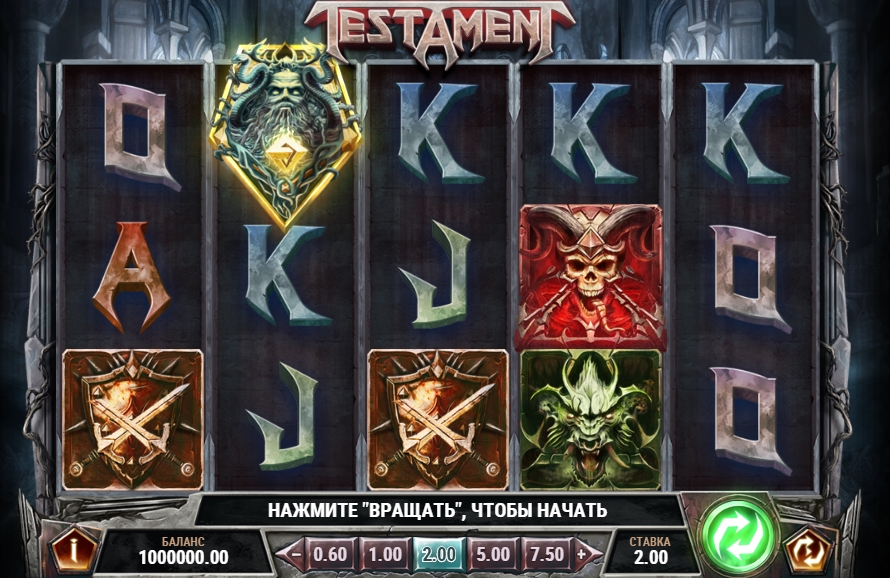 TESTAMENT
Q K K K
A K J Q
J Q
НАЖМИТЕ "ВРАЩАТЬ", ЧТОБЫ НАЧАТЬ
БАЛАНС
1000000.00
- 0.60 1.00 2.00 5.00 7.50 +
СТАВКА
2.00
i